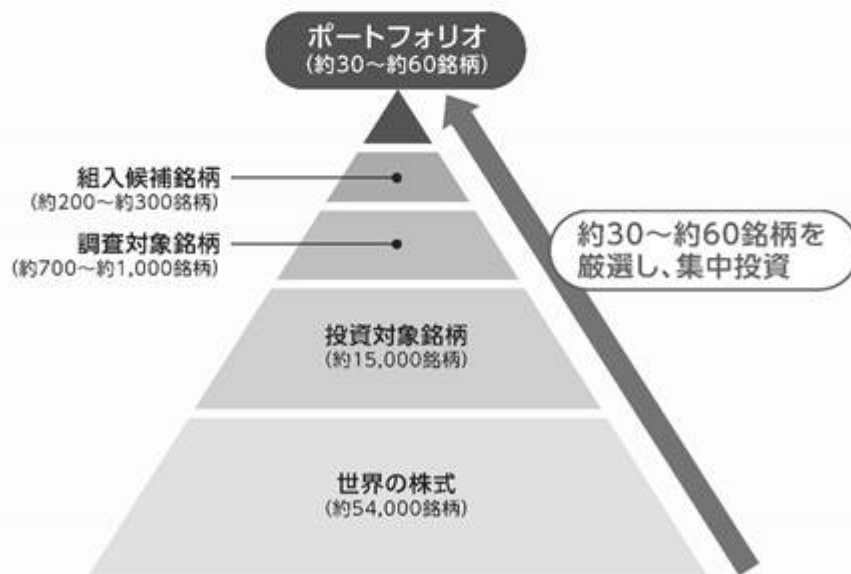 ポートフォリオ
(約30～約60銘柄)
組入候補銘柄
(約200～約300銘柄)
調査対象銘柄
(約700～約1,000銘柄)
約30～約60銘柄を
厳選し、集中投資
投資対象銘柄
(約15,000銘柄)
世界の株式
(約54,000銘柄)